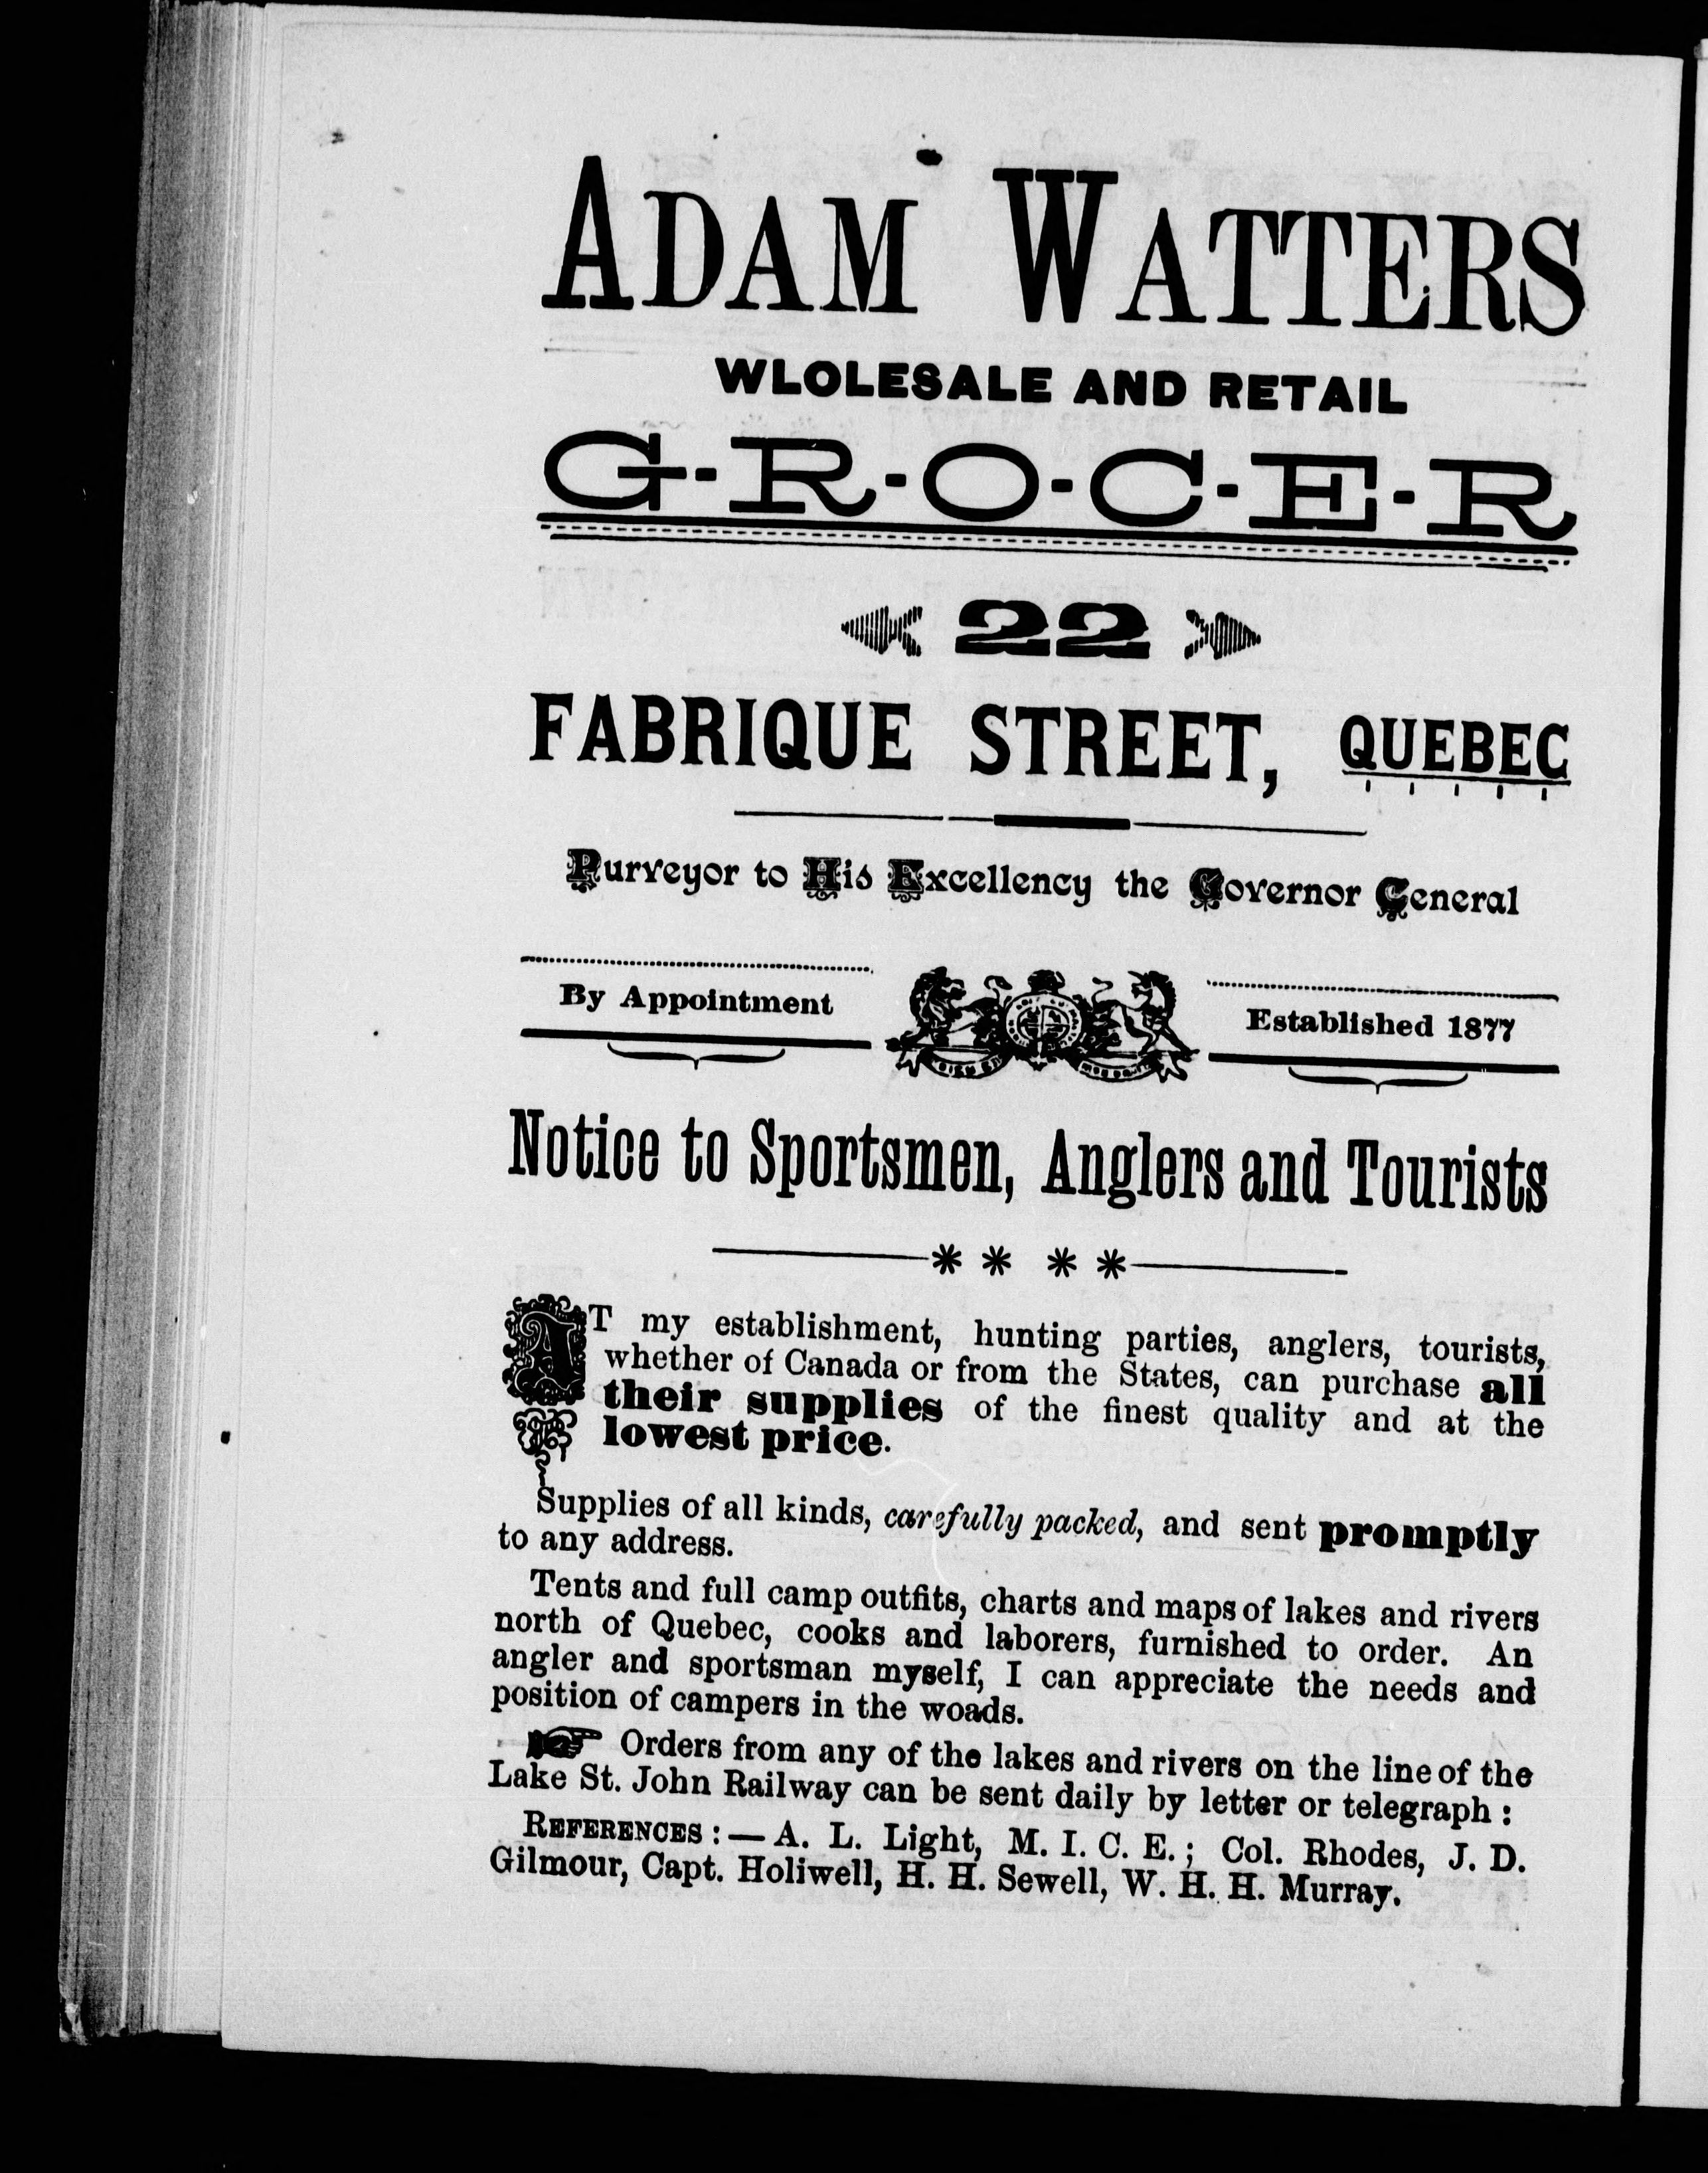 ADAM WATTERS
WLOLESALE AND RETAIL
G-R-O-C-E-R
22
FABRIQUE STREET, QUEBEC
Purveyor to His Excellency the Governor General
By Appointment
Established 1877
Notice to Sportsmen, Anglers and Tourists
* * * *
AT my establishment, hunting parties, anglers, tourists,
whether of Canada or from the States, can purchase all
their supplies of the finest quality and at the
lowest price.
Supplies of all kinds, carefully packed, and sent promptly
to any address.
Tents and full camp outfits, charts and maps of lakes and rivers
north of Quebec, cooks and laborers, furnished to order. An
angler and sportsman myself, I can appreciate the needs and
position of campers in the woads.
☞ Orders from any of the lakes and rivers on the line of the
Lake St. John Railway can be sent daily by letter or telegraph :
REFERENCES : — A. L. Light, M. I. C. E. ; Col. Rhodes, J. D.
Gilmour, Capt. Holiwell, H. H. Sewell, W. H. H. Murray.